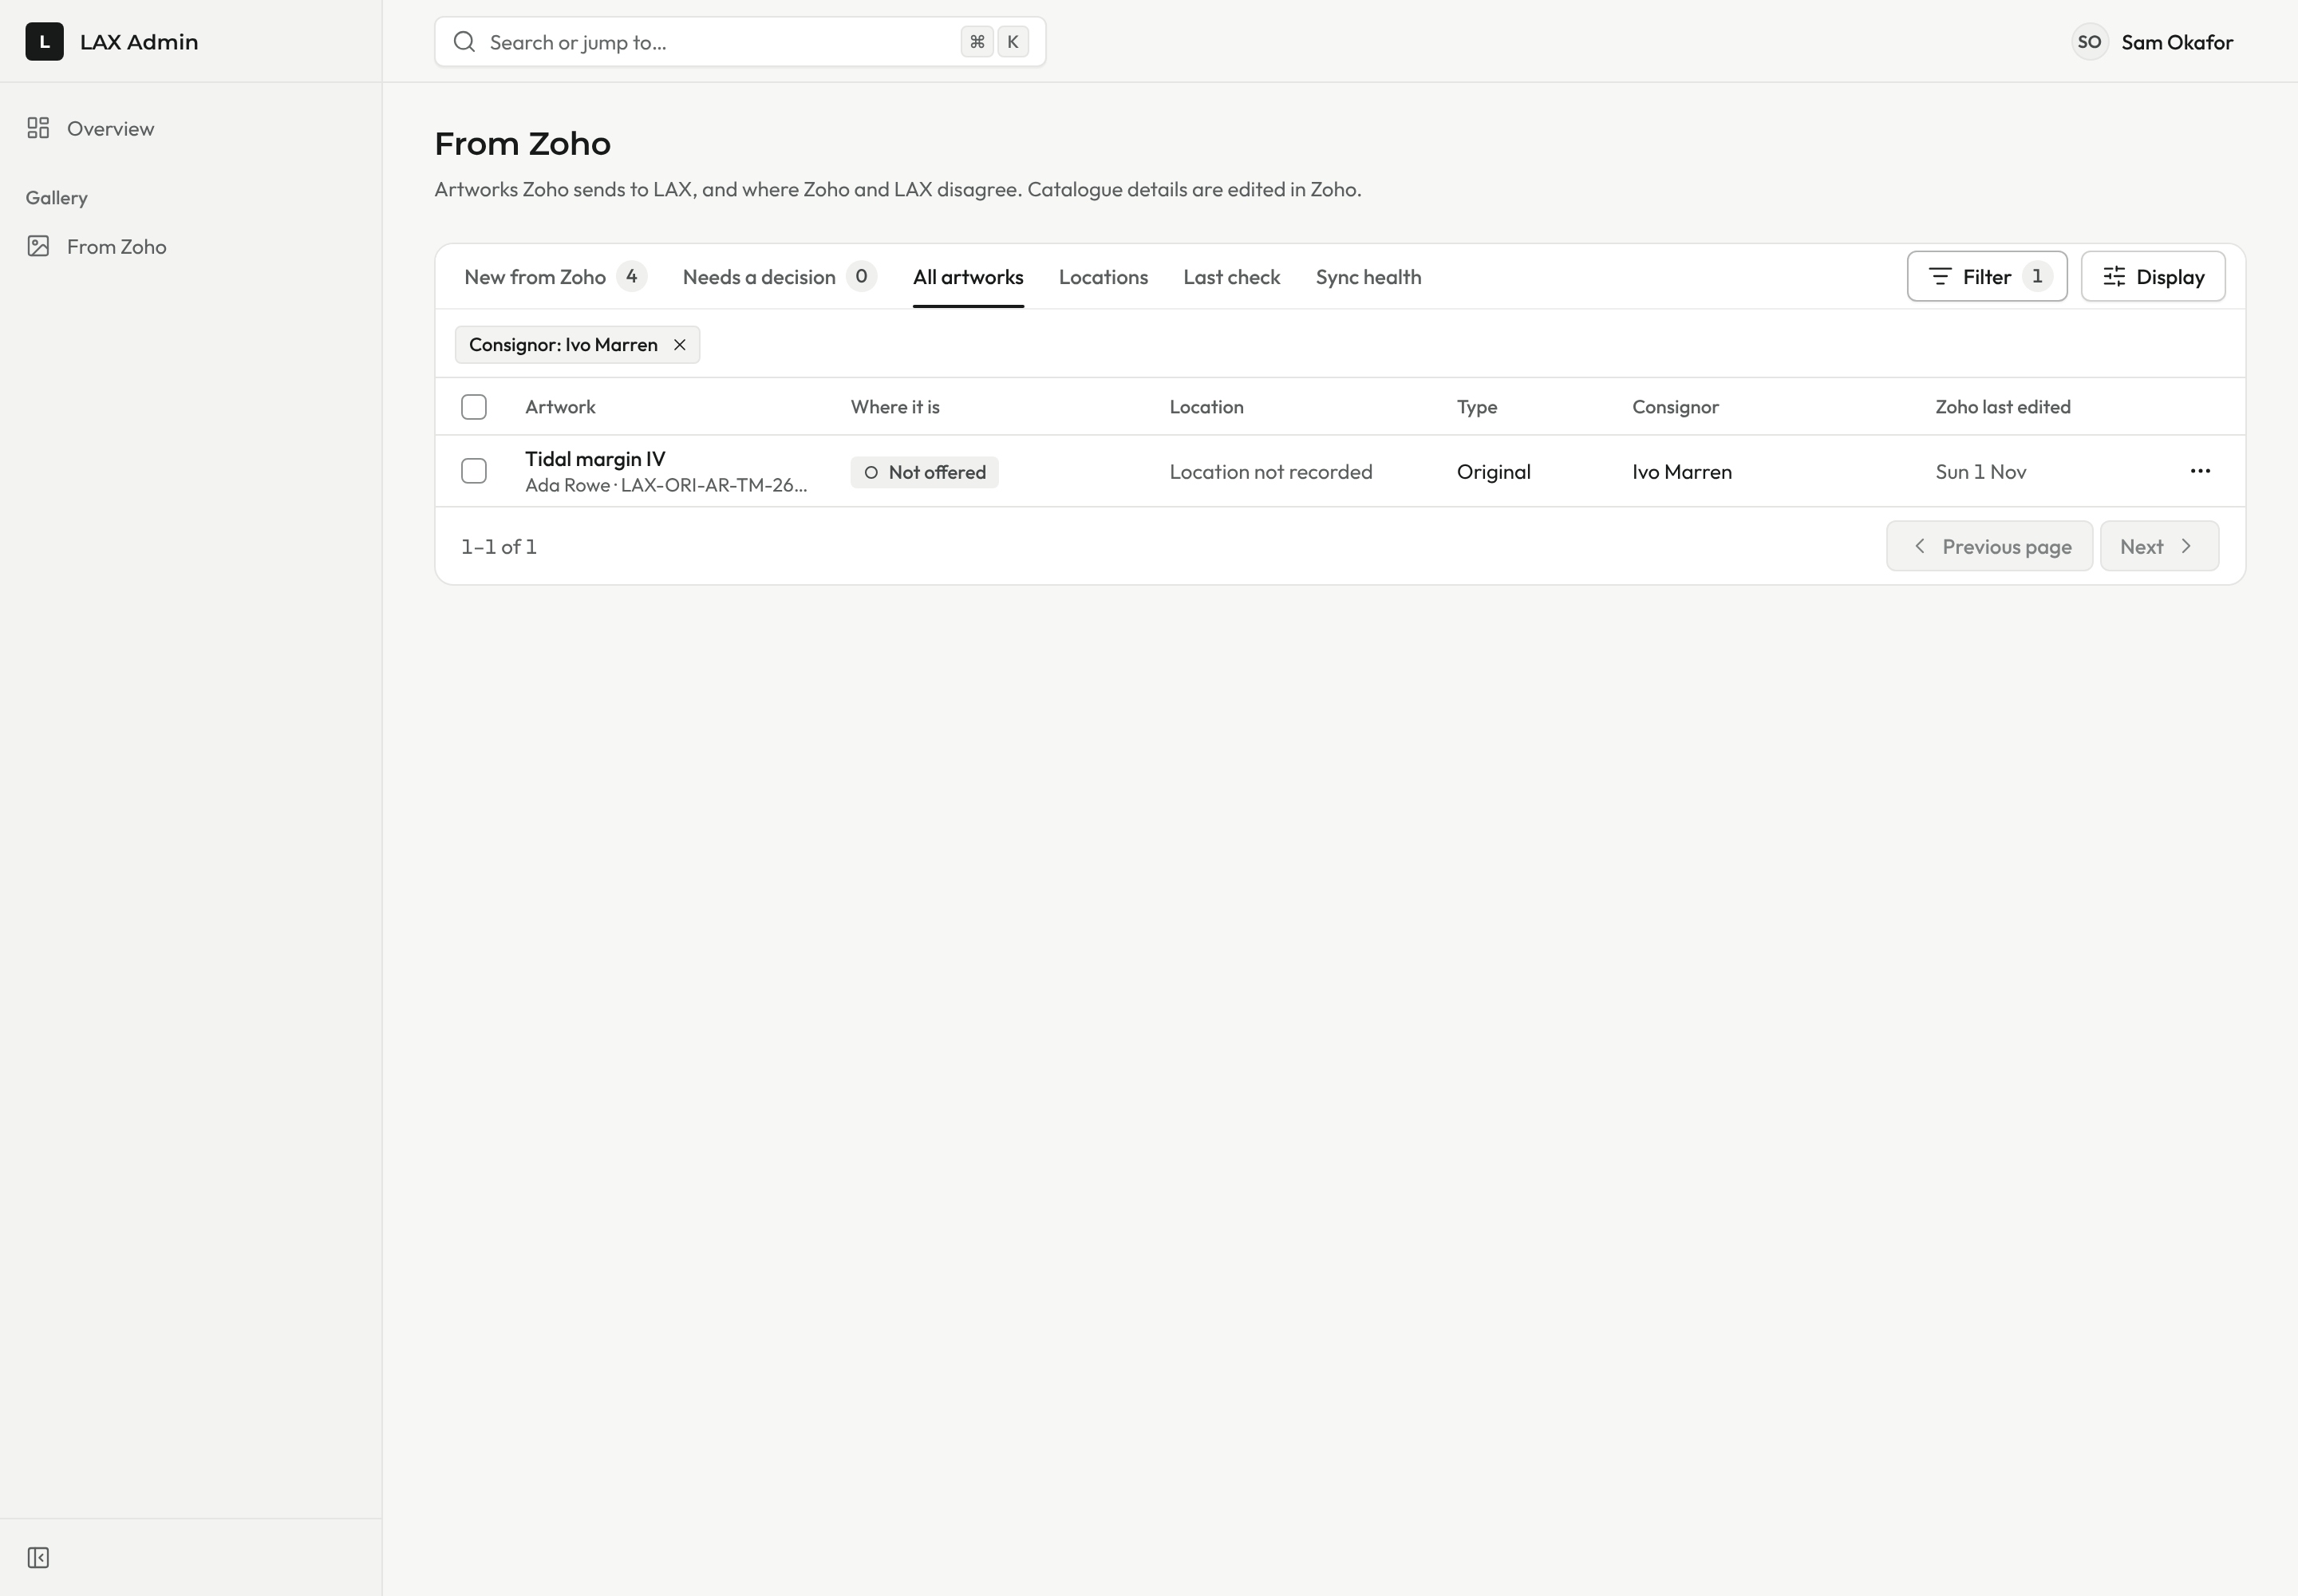 L LAX Admin
Search or jump to...
⌘ K
SO Sam Okafor
Overview
Gallery
From Zoho
From Zoho
Artworks Zoho sends to LAX, and where Zoho and LAX disagree. Catalogue details are edited in Zoho.
New from Zoho 4 Needs a decision 0 All artworks Locations Last check Sync health Filter 1 Display
Consignor: Ivo Marren
Artwork Where it is Location Type Consignor Zoho last edited
Tidal margin IV
Ada Rowe · LAX-ORI-AR-TM-26...
Not offered Location not recorded Original Ivo Marren Sun 1 Nov
1–1 of 1 Previous page Next